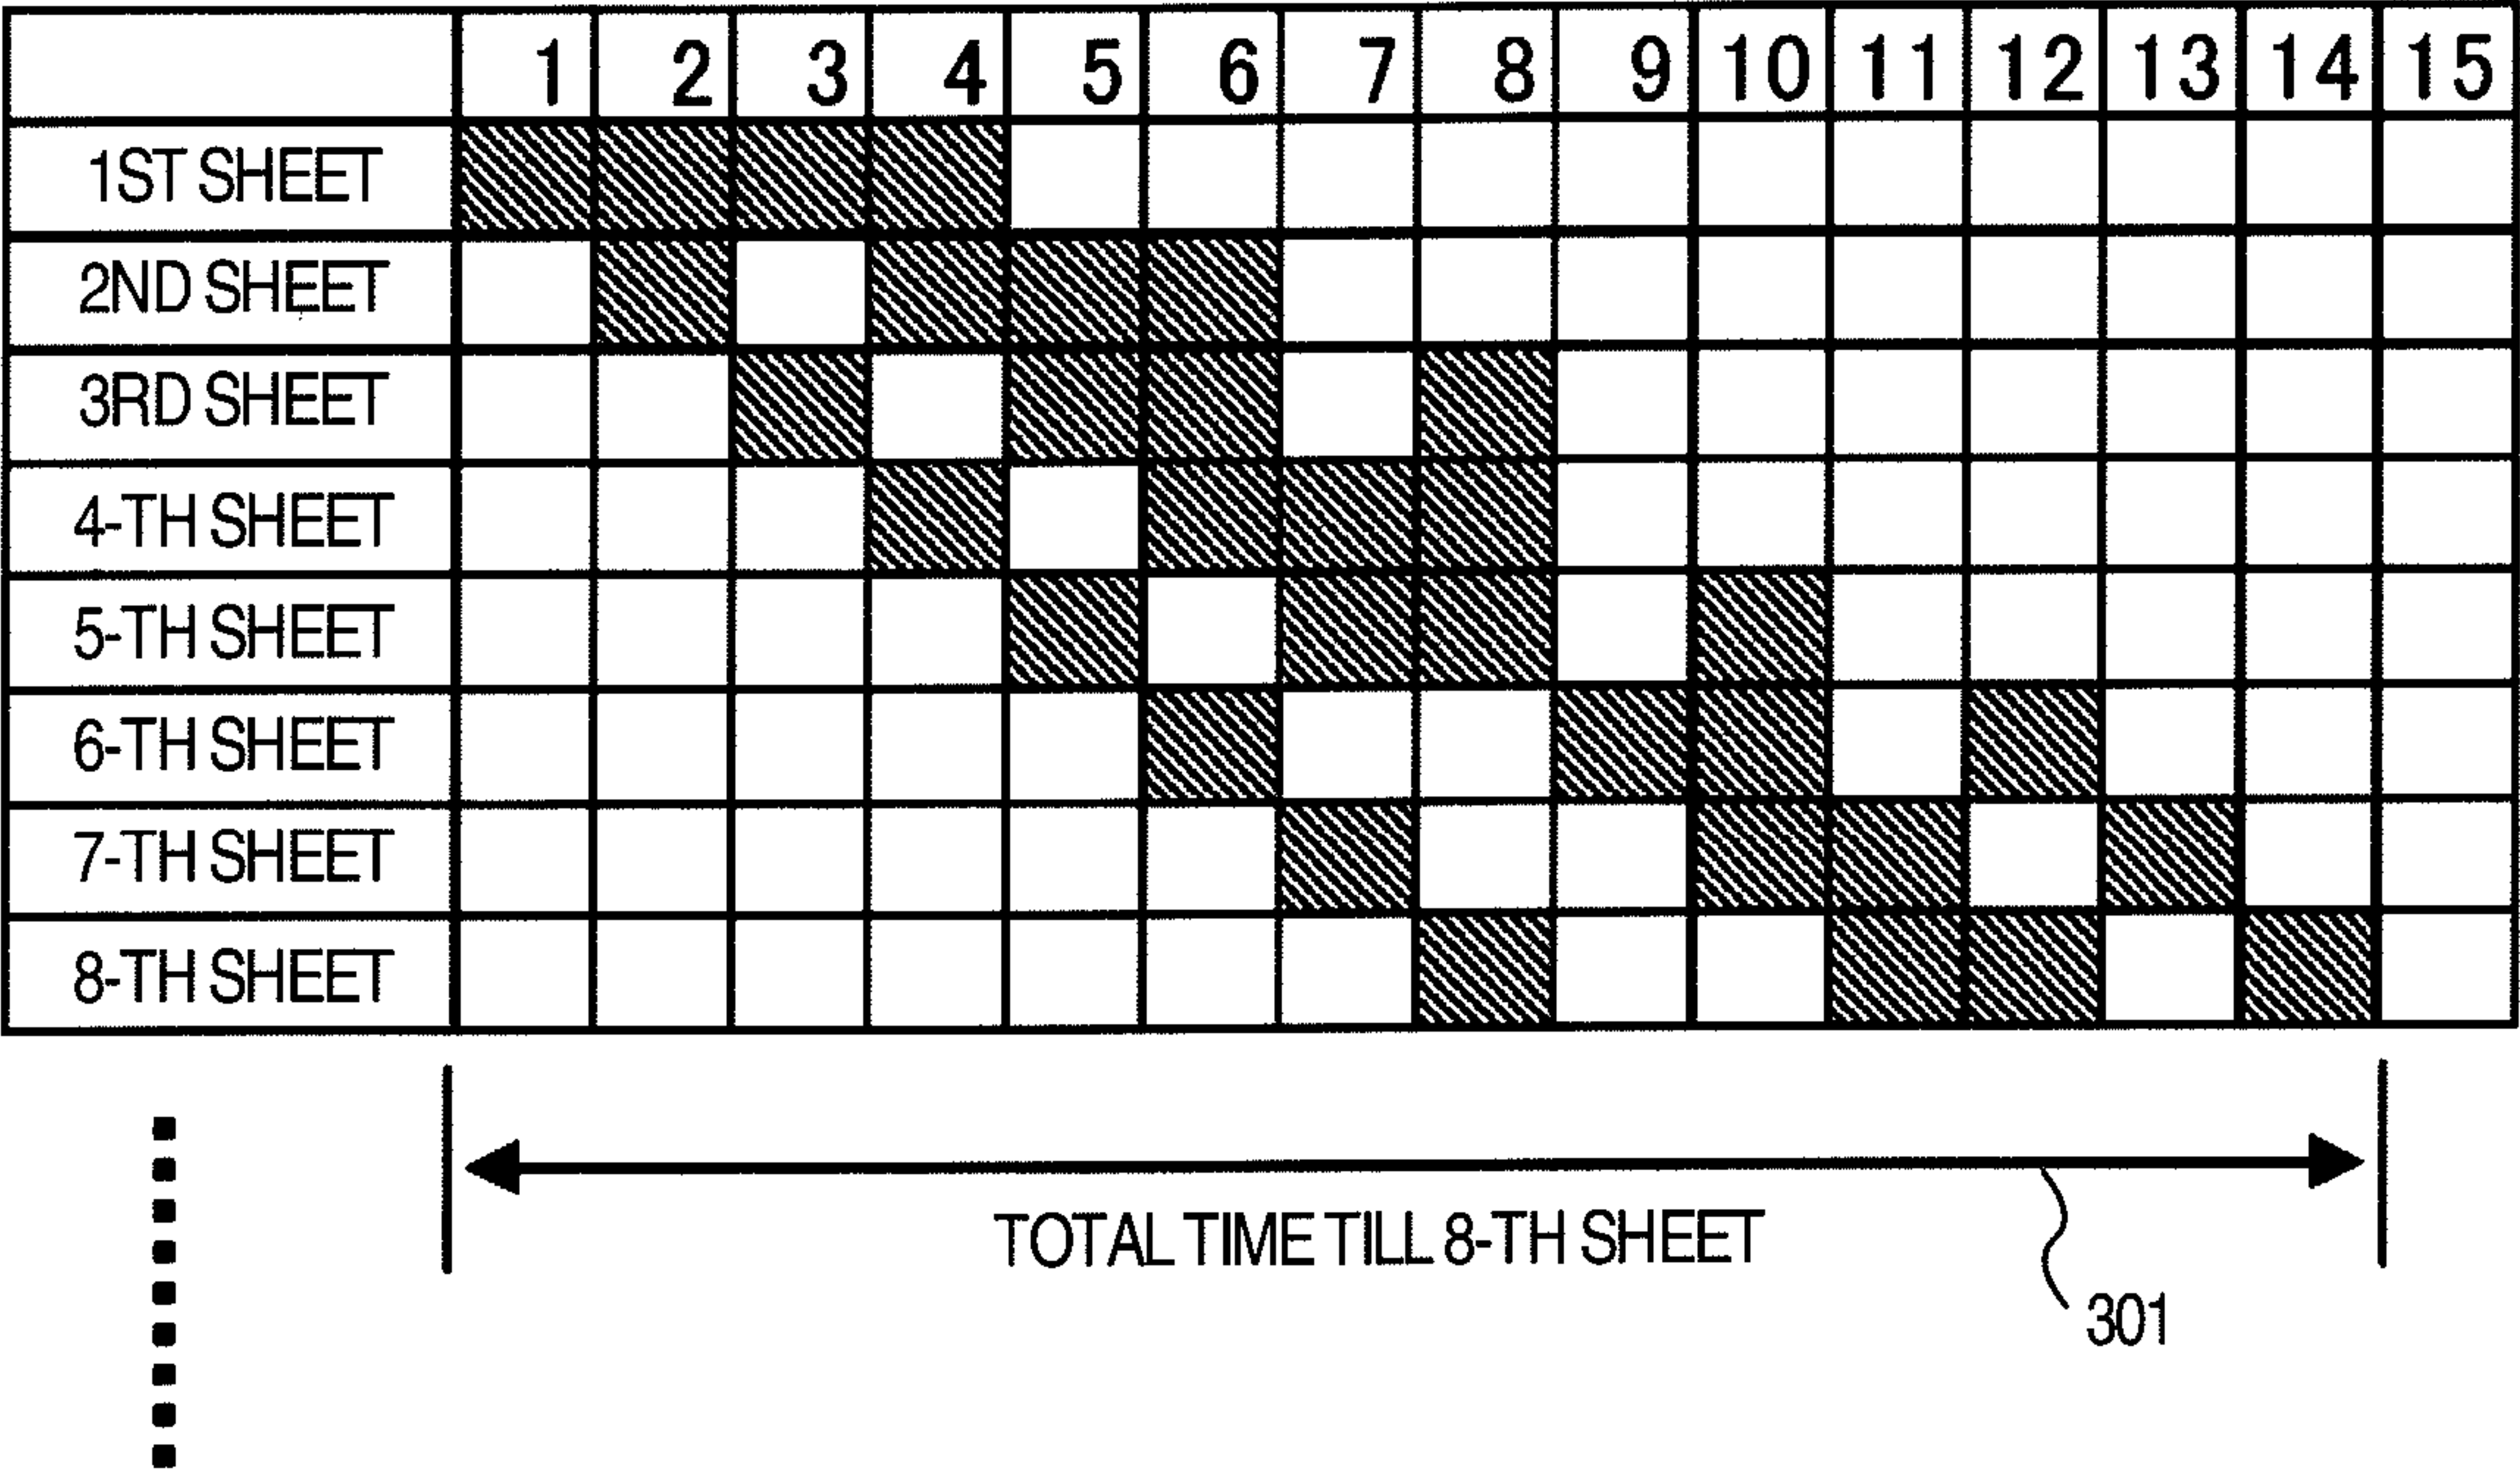 1 2 3 4 5 6 7 8 9 10 11 12 13 14 15
1ST SHEET
2ND SHEET
3RD SHEET
4-TH SHEET
5-TH SHEET
6-TH SHEET
7-TH SHEET
8-TH SHEET
TOTAL TIME TILL 8-TH SHEET
301